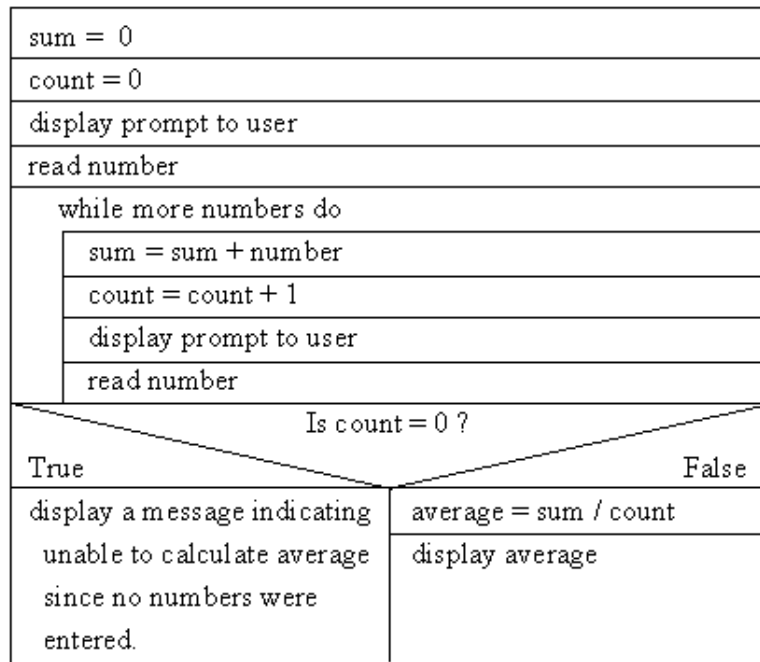 sum = 0
count = 0
display prompt to user
read number
while more numbers do
sum = sum + number
count = count + 1
display prompt to user
read number
Is count = 0 ?
True
False
display a message indicating
unable to calculate average
since no numbers were
entered.
average = sum / count
display average